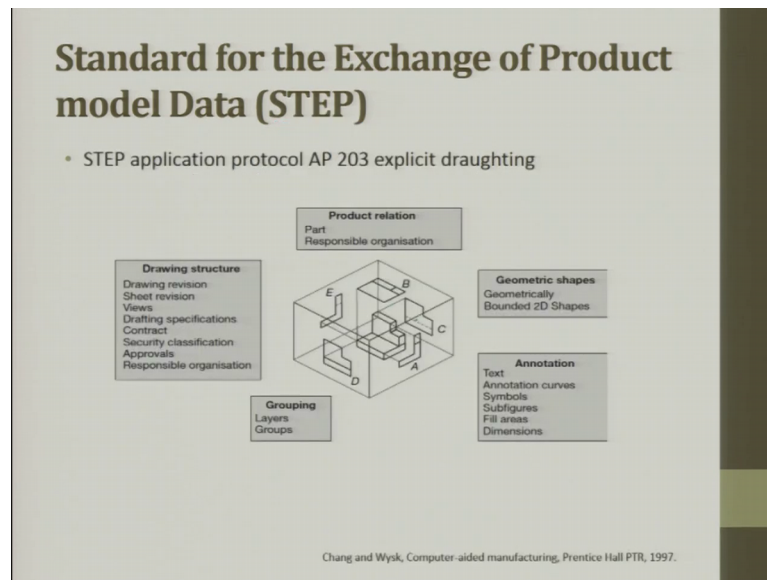 Standard for the Exchange of Product
model Data (STEP)
• STEP application protocol AP 203 explicit draughting
Product relation
Part
Responsible organisation
Drawing structure
Drawing revision
Sheet revision
Views
Drafting specifications
Contract
Security classification
Approvals
Responsible organisation
Geometric shapes
Geometrically
Bounded 2D Shapes
E
B
C
A
D
Annotation
Text
Annotation curves
Symbols
Subfigures
Fill areas
Dimensions
Grouping
Layers
Groups
Chang and Wysk, Computer-aided manufacturing, Prentice Hall PTR, 1997.